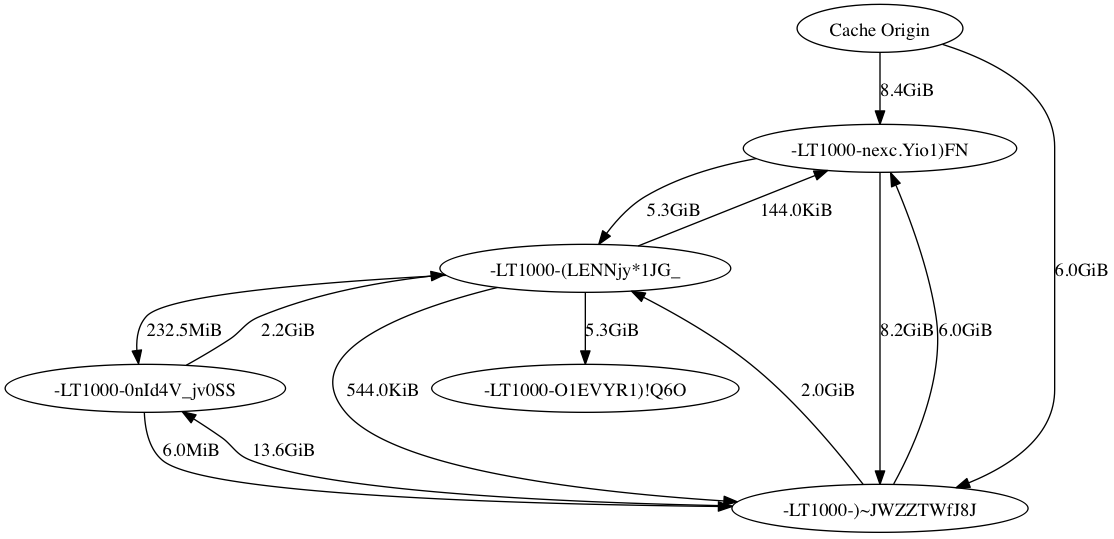 Cache Origin
8.4GiB
-LT1000-nexc.Yio1)FN
5.3GiB
144.0KiB
6.0GiB
-LT1000-(LENNjy*1JG_
232.5MiB
2.2GiB
5.3GiB
8.2GiB
6.0GiB
-LT1000-0nId4V_jv0SS
544.0KiB
-LT1000-O1EVYR1)!Q6O
2.0GiB
6.0MiB
13.6GiB
-LT1000-)~JWZZTWfJ8J